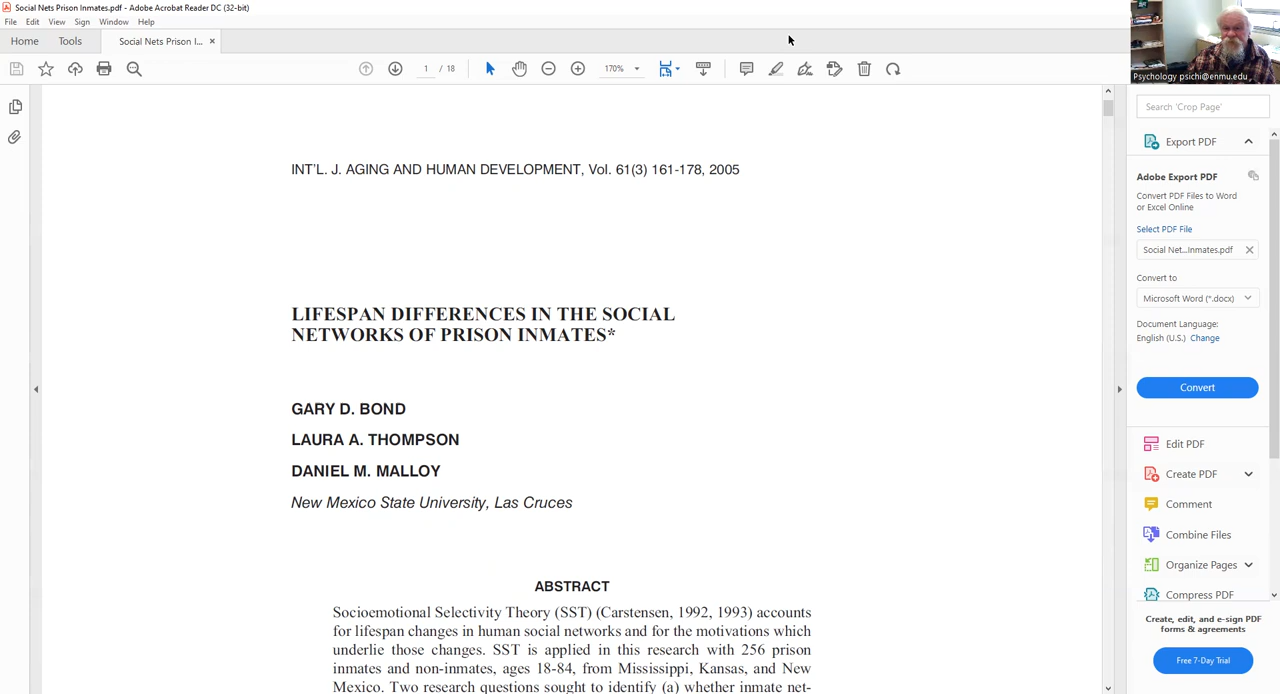 Social Nets Prison Inmates.pdf - Adobe Acrobat Reader DC (32-bit)
File Edit View Sign Window Help
Home Tools Social Nets Prison I... ×
1 / 18 170%
Psychology psichi@enmu.edu
Search 'Crop Page'
Export PDF
Adobe Export PDF
Convert PDF Files to Word
or Excel Online
Select PDF File
Social Net...Inmates.pdf
Convert to
Microsoft Word (*.docx)
Document Language:
English (U.S.) Change
Convert
Edit PDF
Create PDF
Comment
Combine Files
Organize Pages
Compress PDF
Create, edit, and e-sign PDF
forms & agreements
Free 7-Day Trial
INT'L. J. AGING AND HUMAN DEVELOPMENT, Vol. 61(3) 161-178, 2005
LIFESPAN DIFFERENCES IN THE SOCIAL
NETWORKS OF PRISON INMATES*
GARY D. BOND
LAURA A. THOMPSON
DANIEL M. MALLOY
New Mexico State University, Las Cruces
ABSTRACT
Socioemotional Selectivity Theory (SST) (Carstensen, 1992, 1993) accounts
for lifespan changes in human social networks and for the motivations which
underlie those changes. SST is applied in this research with 256 prison
inmates and non-inmates, ages 18-84, from Mississippi, Kansas, and New
Mexico. Two research questions sought to identify (a) whether inmate net-